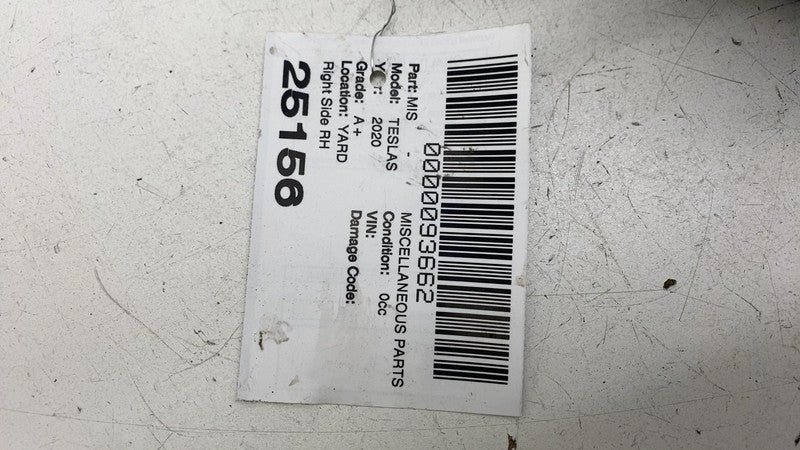 0000093662
Part: MIS - MISCELLANEOUS PARTS
Model: TESLAS Condition: 0cc
2020 VIN:
Grade: A+ Damage Code:
Location: YARD
Right Side RH
25156